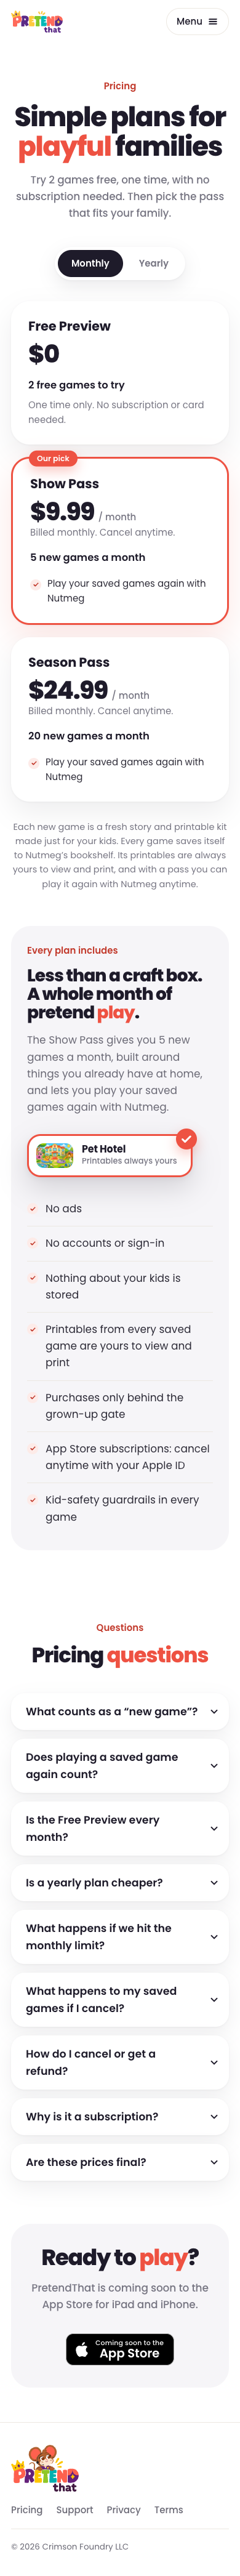 PRETEND
that
Menu
Pricing
Simple plans for
playful families
Try 2 games free, one time, with no
subscription needed. Then pick the pass
that fits your family.
Monthly
Yearly
Free Preview
$0
2 free games to try
One time only. No subscription or card
needed.
Our pick
Show Pass
$9.99 / month
Billed monthly. Cancel anytime.
5 new games a month
Play your saved games again with
Nutmeg
Season Pass
$24.99 / month
Billed monthly. Cancel anytime.
20 new games a month
Play your saved games again with
Nutmeg
Each new game is a fresh story and printable kit
made just for your kids. Every game saves itself
to Nutmeg’s bookshelf. Its printables are always
yours to view and print, and with a pass you can
play it again with Nutmeg anytime.
Every plan includes
Less than a craft box.
A whole month of
pretend play.
The Show Pass gives you 5 new
games a month, built around
things you already have at home,
and lets you play your saved
games again with Nutmeg.
Pet Hotel
Printables always yours
No ads
No accounts or sign-in
Nothing about your kids is
stored
Printables from every saved
game are yours to view and
print
Purchases only behind the
grown-up gate
App Store subscriptions: cancel
anytime with your Apple ID
Kid-safety guardrails in every
game
Questions
Pricing questions
What counts as a “new game”?
Does playing a saved game
again count?
Is the Free Preview every
month?
Is a yearly plan cheaper?
What happens if we hit the
monthly limit?
What happens to my saved
games if I cancel?
How do I cancel or get a
refund?
Why is it a subscription?
Are these prices final?
Ready to play?
PretendThat is coming soon to the
App Store for iPad and iPhone.
Coming soon to the
App Store
PRETEND
that
Pricing
Support
Privacy
Terms
© 2026 Crimson Foundry LLC